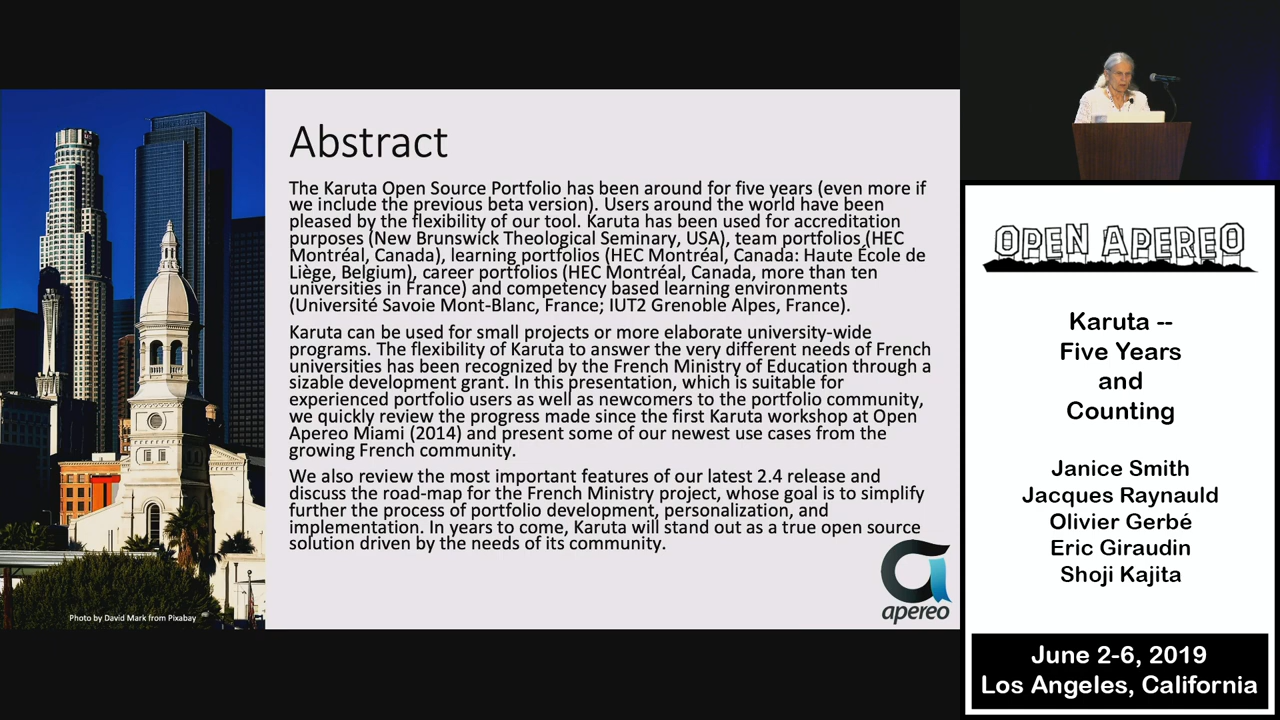 Abstract
The Karuta Open Source Portfolio has been around for five years (even more if
we include the previous beta version). Users around the world have been
pleased by the flexibility of our tool. Karuta has been used for accreditation
purposes (New Brunswick Theological Seminary, USA), team portfolios (HEC
Montréal, Canada), learning portfolios (HEC Montréal, Canada: Haute École de
Liège, Belgium), career portfolios (HEC Montréal, Canada, more than ten
universities in France) and competency based learning environments
(Université Savoie Mont-Blanc, France; IUT2 Grenoble Alpes, France).
Karuta can be used for small projects or more elaborate university-wide
programs. The flexibility of Karuta to answer the very different needs of French
universities has been recognized by the French Ministry of Education through a
sizable development grant. In this presentation, which is suitable for
experienced portfolio users as well as newcomers to the portfolio community,
we quickly review the progress made since the first Karuta workshop at Open
Apereo Miami (2014) and present some of our newest use cases from the
growing French community.
We also review the most important features of our latest 2.4 release and
discuss the road-map for the French Ministry project, whose goal is to simplify
further the process of portfolio development, personalization, and
implementation. In years to come, Karuta will stand out as a true open source
solution driven by the needs of its community.
apereo
Photo by David Mark from Pixabay
OPEN APEREO
Karuta --
Five Years
and
Counting
Janice Smith
Jacques Raynauld
Olivier Gerbé
Eric Giraudin
Shoji Kajita
June 2-6, 2019
Los Angeles, California